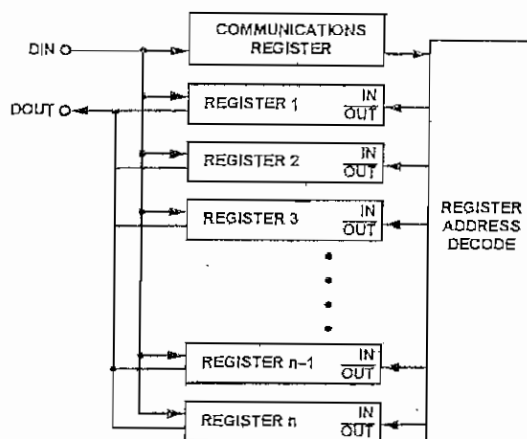 COMMUNICATIONS
REGISTER
DIN
DOUT
REGISTER 1
IN
OUT
REGISTER 2
IN
OUT
REGISTER 3
IN
OUT
REGISTER
ADDRESS
DECODE
REGISTER n–1
IN
OUT
REGISTER n
IN
OUT